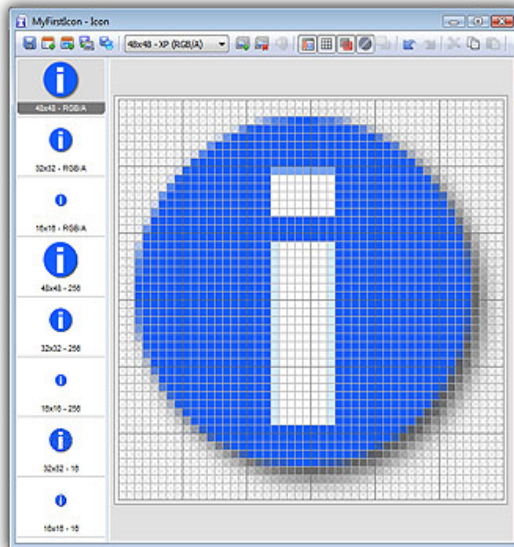 MyFirstIcon - Icon
48x48 - XP (RGB/A)
48x48 - RGB/A
32x32 - RGB/A
16x16 - RGB/A
48x48 - 256
32x32 - 256
16x16 - 256
32x32 - 16
16x16 - 16